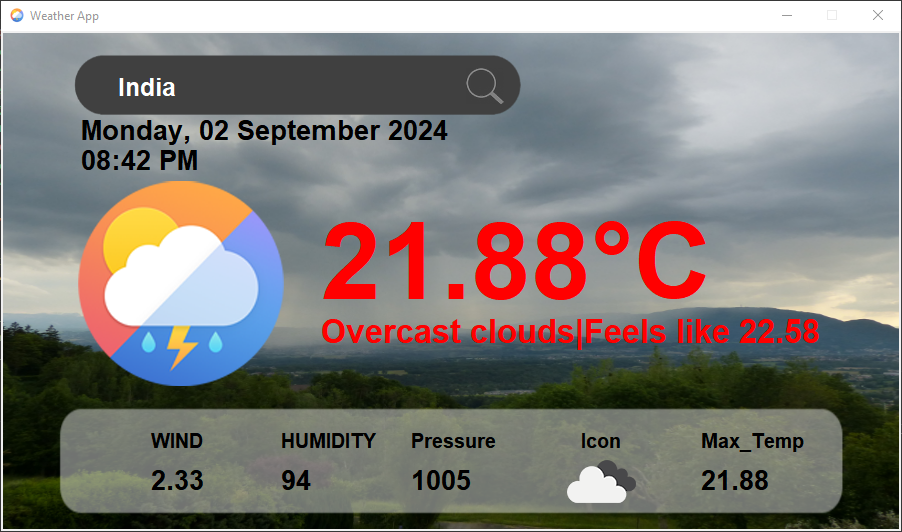 Weather App
India
Monday, 02 September 2024
08:42 PM
21.88°C
Overcast clouds|Feels like 22.58
WIND HUMIDITY Pressure Icon Max_Temp
2.33 94 1005 21.88